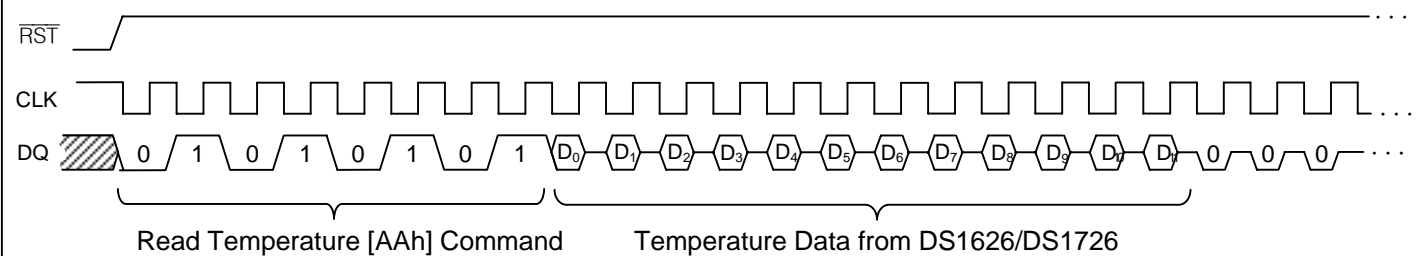 RST
CLK
DQ 0 1 0 1 0 1 0 1 D0 D1 D2 D3 D4 D5 D6 D7 D8 D9 D10 D11 0 0 0
Read Temperature [AAh] Command Temperature Data from DS1626/DS1726